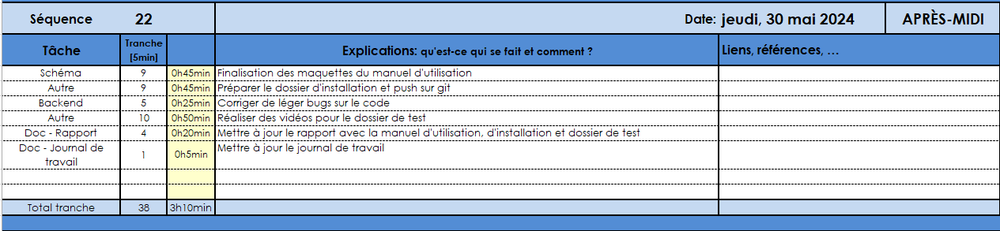 Séquence 22 Date: jeudi, 30 mai 2024 APRÈS-MIDI
Tâche Tranche [5min] Explications: qu'est-ce qui se fait et comment ? Liens, références, …
Schéma 9 0h45min Finalisation des maquettes du manuel d'utilisation
Autre 9 0h45min Préparer le dossier d'installation et push sur git
Backend 5 0h25min Corriger de léger bugs sur le code
Autre 10 0h50min Réaliser des vidéos pour le dossier de test
Doc - Rapport 4 0h20min Mettre à jour le rapport avec la manuel d'utilisation, d'installation et dossier de test
Doc - Journal de travail 1 0h5min Mettre à jour le journal de travail
Total tranche 38 3h10min